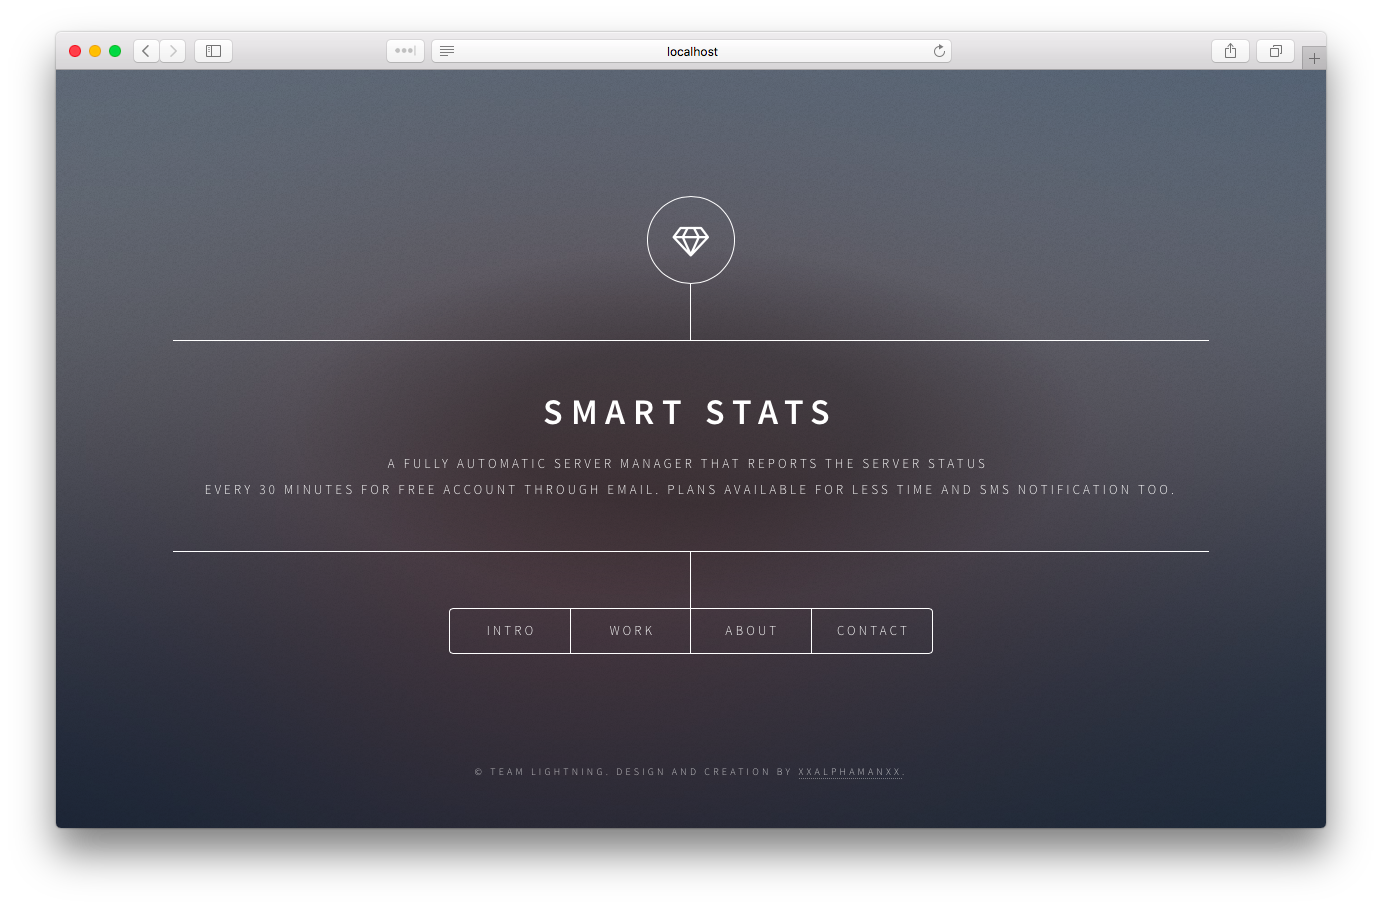 localhost
SMART STATS
A FULLY AUTOMATIC SERVER MANAGER THAT REPORTS THE SERVER STATUS
EVERY 30 MINUTES FOR FREE ACCOUNT THROUGH EMAIL. PLANS AVAILABLE FOR LESS TIME AND SMS NOTIFICATION TOO.
INTRO WORK ABOUT CONTACT
© TEAM LIGHTNING. DESIGN AND CREATION BY XXALPHAMANXX.